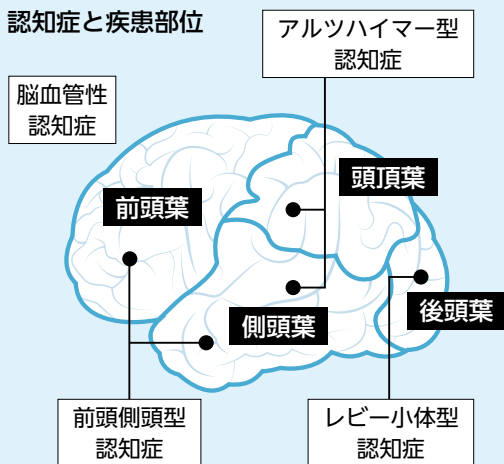 認知症と疾患部位
アルツハイマー型
認知症
脳血管性
認知症
頭頂葉
前頭葉
側頭葉
後頭葉
前頭側頭型
認知症
レビー小体型
認知症